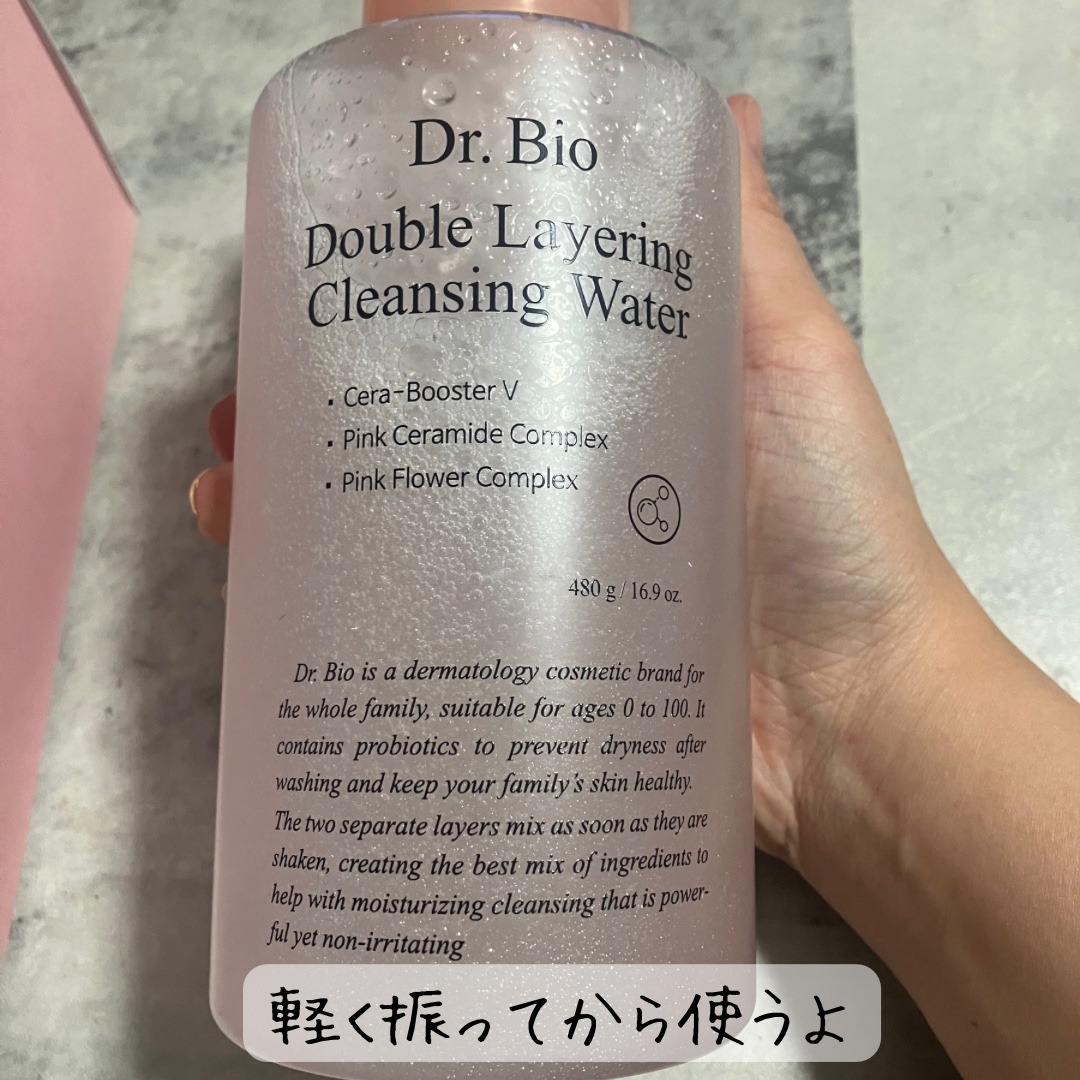 Dr. Bio
Double Layering
Cleansing Water
· Cera-Booster V
· Pink Ceramide Complex
· Pink Flower Complex
480 g / 16.9 oz.
Dr. Bio is a dermatology cosmetic brand for
the whole family, suitable for ages 0 to 100. It
contains probiotics to prevent dryness after
washing and keep your family's skin healthy.
The two separate layers mix as soon as they are
shaken, creating the best mix of ingredients to
help with moisturizing cleansing that is power-
ful yet non-irritating
軽く振ってから使うよ